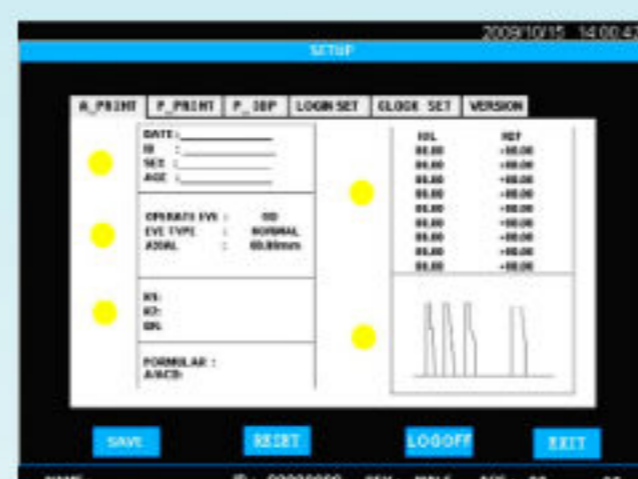 2009/10/15 14:00:42
SETUP
A_PRINT P_PRINT P_IOP LOGIN SET CLOCK SET VERSION
DATE:
ID :
SEX :
AGE :
OPERATE EYE : OD
EYE TYPE : NORMAL
AXIAL : 00.00mm
K1:
K2:
FORMULAR :
A/ACD:
IOL REF
00.00 +00.00
00.00 +00.00
00.00 +00.00
00.00 +00.00
00.00 +00.00
00.00 +00.00
00.00 +00.00
00.00 +00.00
00.00 +00.00
SAVE RESET LOGOFF EXIT